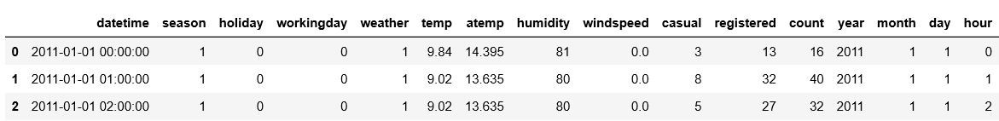 datetime season holiday workingday weather temp atemp humidity windspeed casual registered count year month day hour
0 2011-01-01 00:00:00 1 0 0 1 9.84 14.395 81 0.0 3 13 16 2011 1 1 0
1 2011-01-01 01:00:00 1 0 0 1 9.02 13.635 80 0.0 8 32 40 2011 1 1 1
2 2011-01-01 02:00:00 1 0 0 1 9.02 13.635 80 0.0 5 27 32 2011 1 1 2